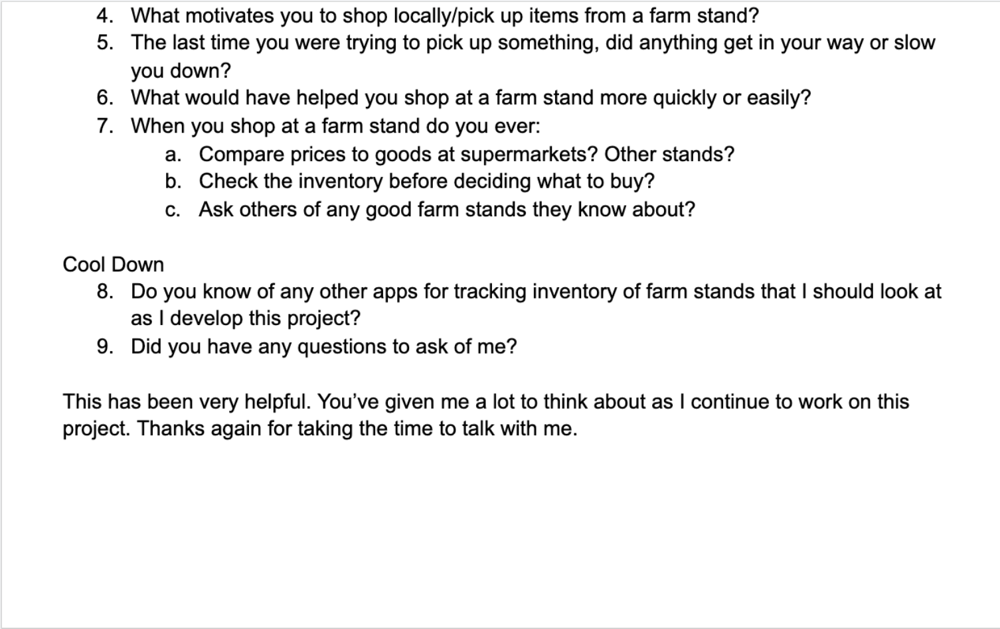 4. What motivates you to shop locally/pick up items from a farm stand?
5. The last time you were trying to pick up something, did anything get in your way or slow
you down?
6. What would have helped you shop at a farm stand more quickly or easily?
7. When you shop at a farm stand do you ever:
a. Compare prices to goods at supermarkets? Other stands?
b. Check the inventory before deciding what to buy?
c. Ask others of any good farm stands they know about?
Cool Down
8. Do you know of any other apps for tracking inventory of farm stands that I should look at
as I develop this project?
9. Did you have any questions to ask of me?
This has been very helpful. You’ve given me a lot to think about as I continue to work on this
project. Thanks again for taking the time to talk with me.